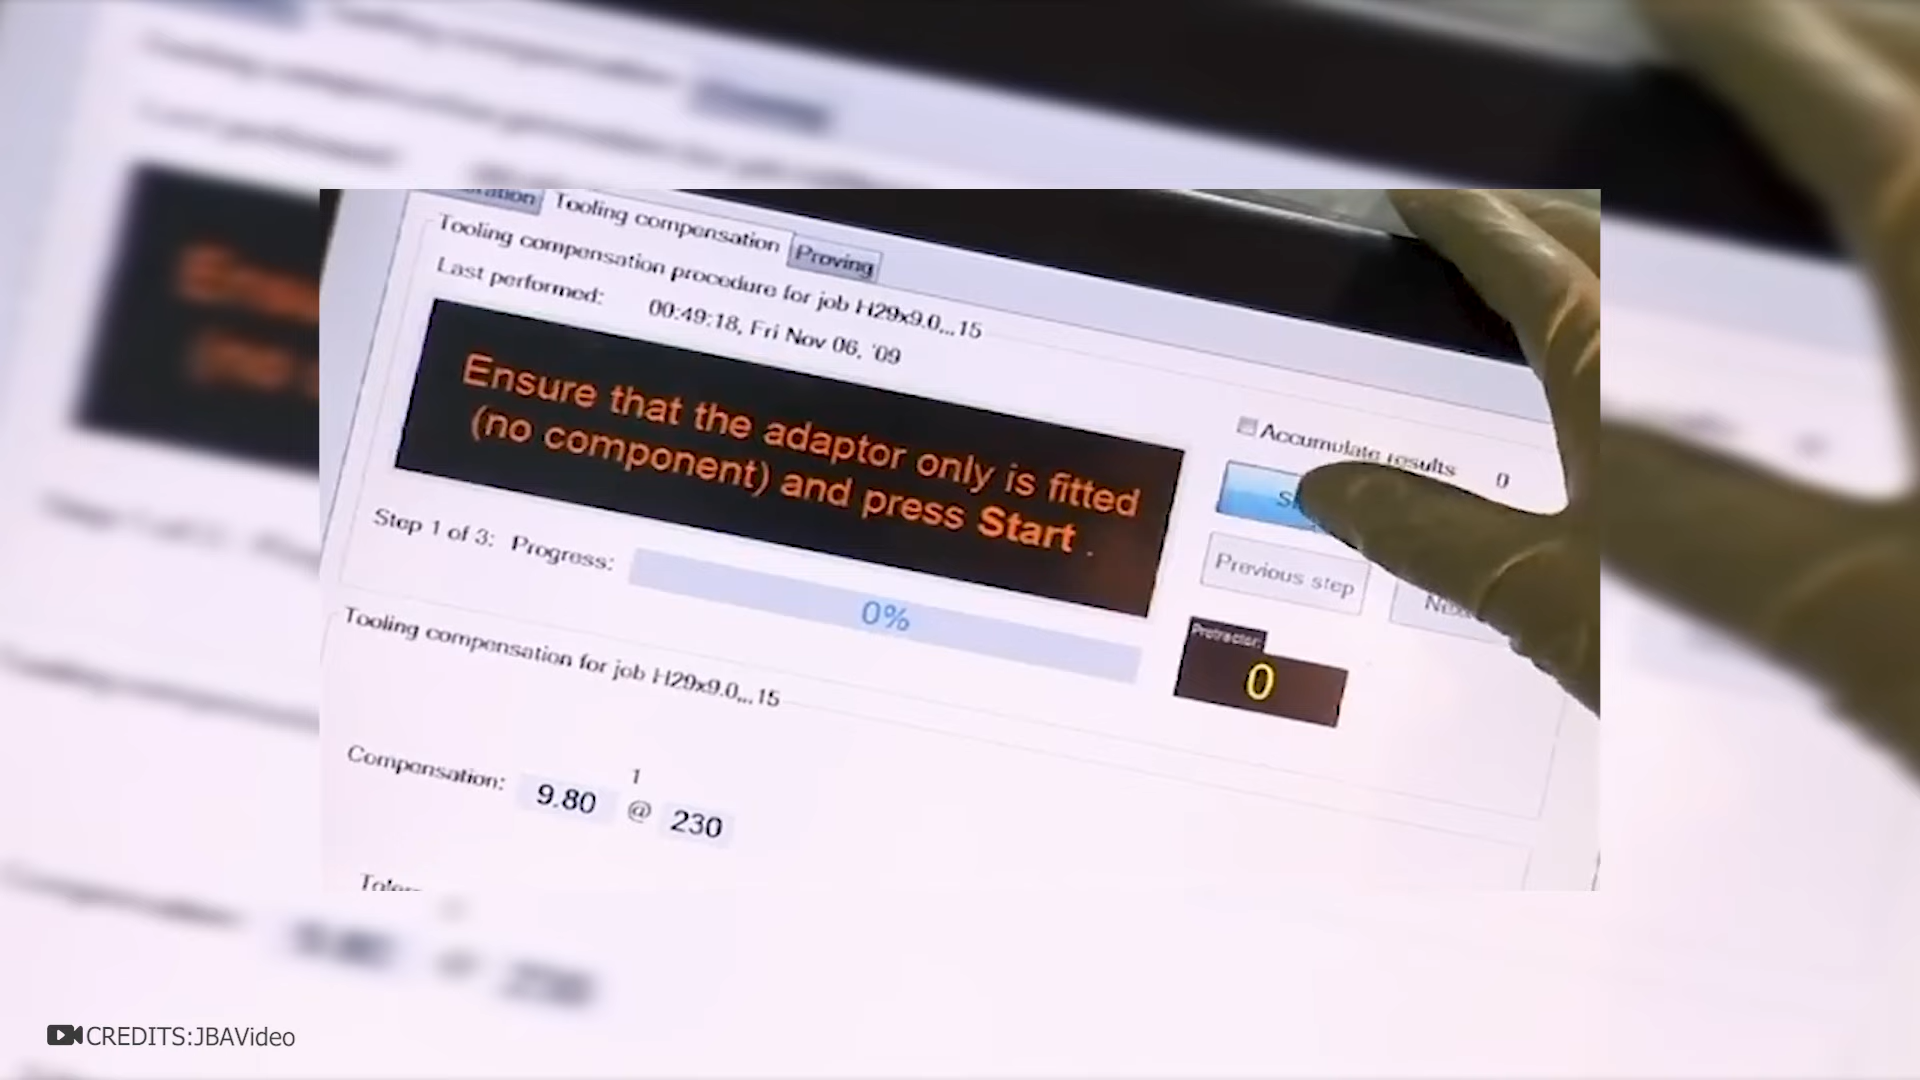 Tooling compensation
Proving
Tooling compensation procedure for job H29x9.0,,,15
Last performed: 00:49:18, Fri Nov 06, '09
Ensure that the adaptor only is fitted
(no component) and press Start .
Accumulate results 0
Previous step
Step 1 of 3: Progress:
0%
Protractor:
0
Tooling compensation for job H29x9.0,,,15
1
Compensation: 9.80 @ 230
CREDITS:JBAVideo